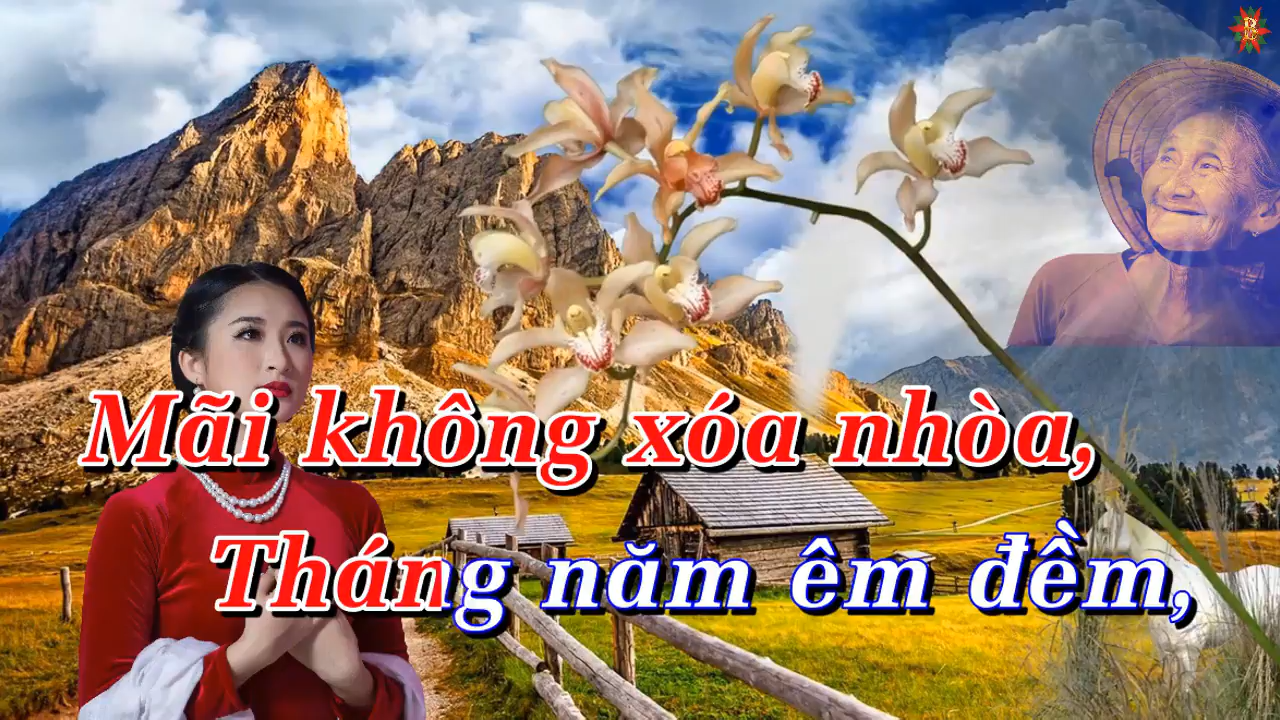 Mãi không xóa nhòa,
Tháng năm êm đềm,